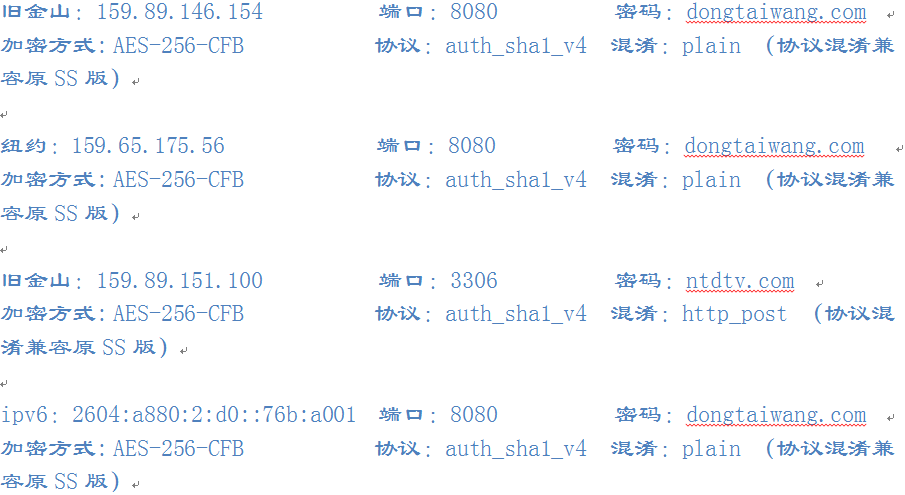 旧金山：159.89.146.154 端口：8080 密码：dongtaiwang.com
加密方式：AES-256-CFB 协议：auth_sha1_v4 混淆：plain （协议混淆兼
容原 SS 版）
纽约：159.65.175.56 端口：8080 密码：dongtaiwang.com
加密方式：AES-256-CFB 协议：auth_sha1_v4 混淆：plain （协议混淆兼
容原 SS 版）
旧金山：159.89.151.100 端口：3306 密码：ntdtv.com
加密方式：AES-256-CFB 协议：auth_sha1_v4 混淆：http_post （协议混
淆兼容原 SS 版）
ipv6：2604:a880:2:d0::76b:a001 端口：8080 密码：dongtaiwang.com
加密方式：AES-256-CFB 协议：auth_sha1_v4 混淆：plain （协议混淆兼
容原 SS 版）